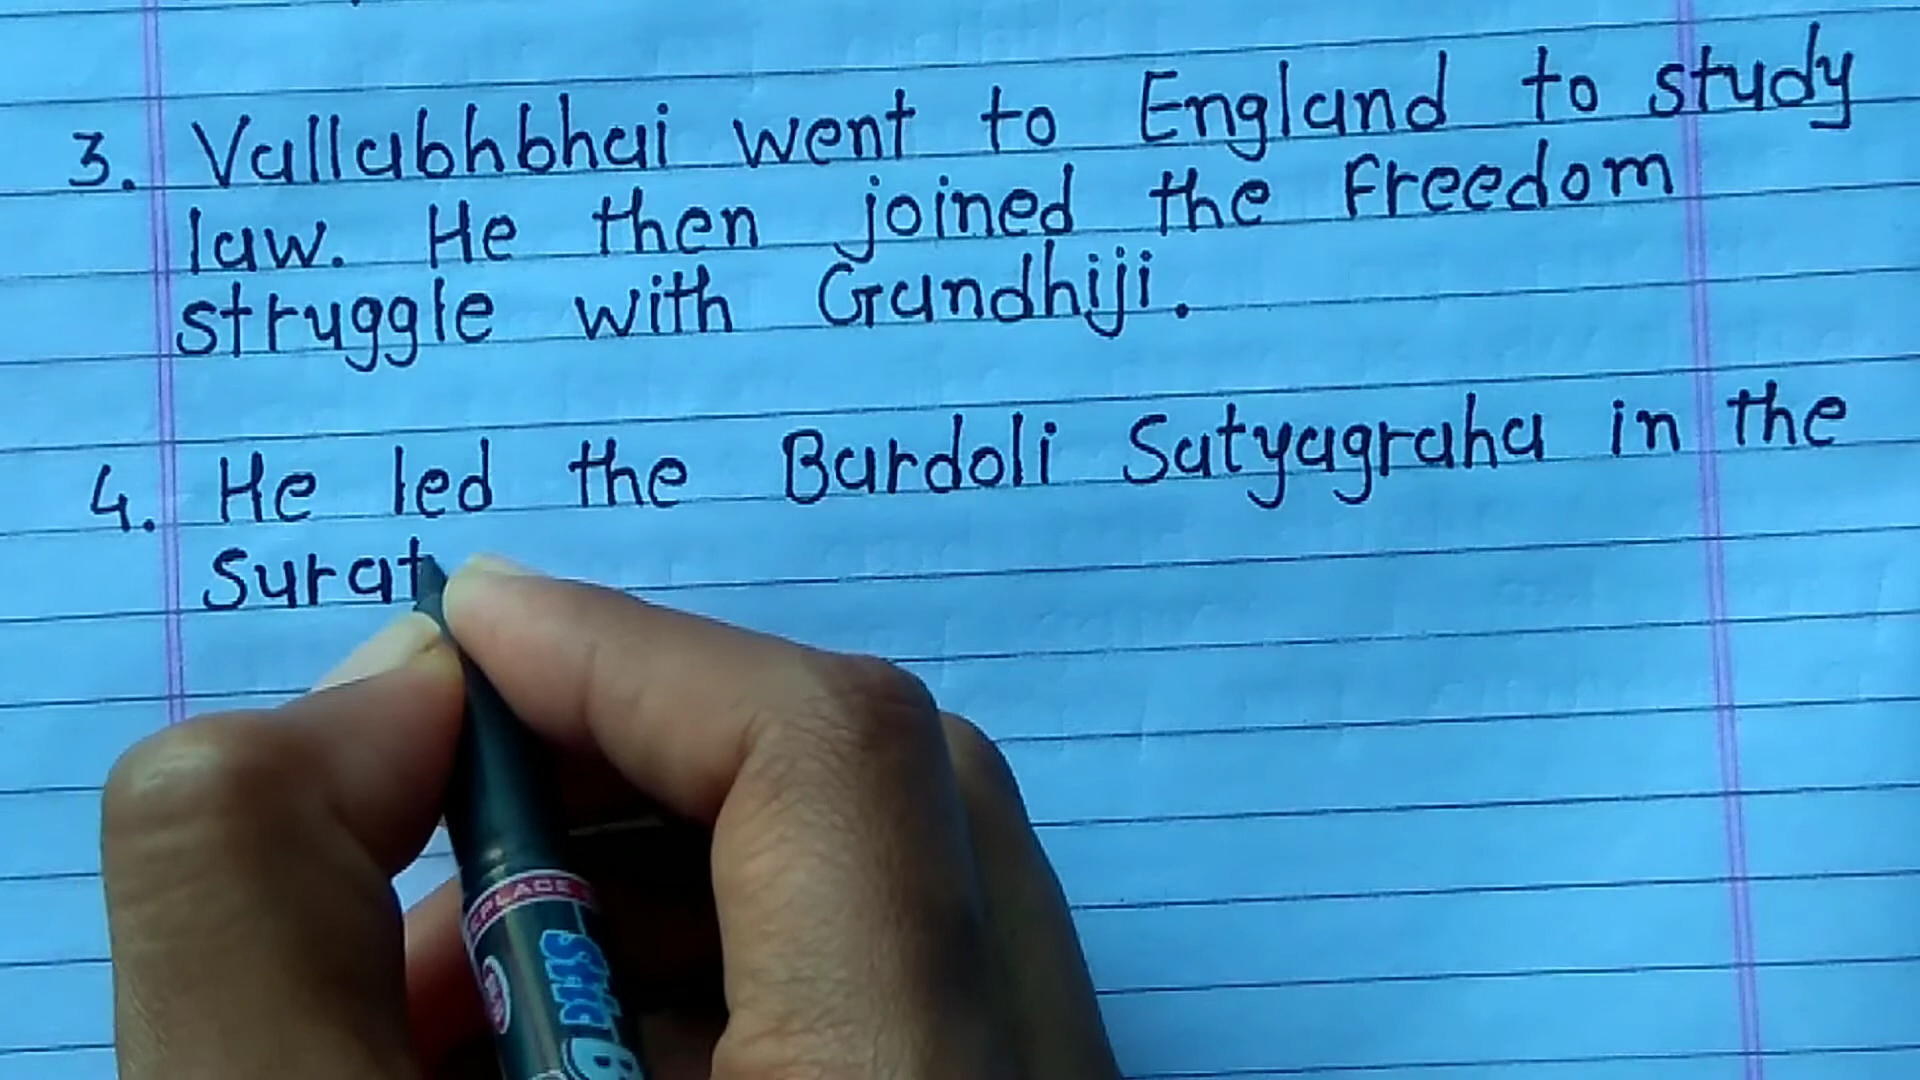 3. Vallabhbhai went to England to study
law. He then joined the Freedom
struggle with Gandhiji.
4. He led the Bardoli Satyagraha in the
Surat